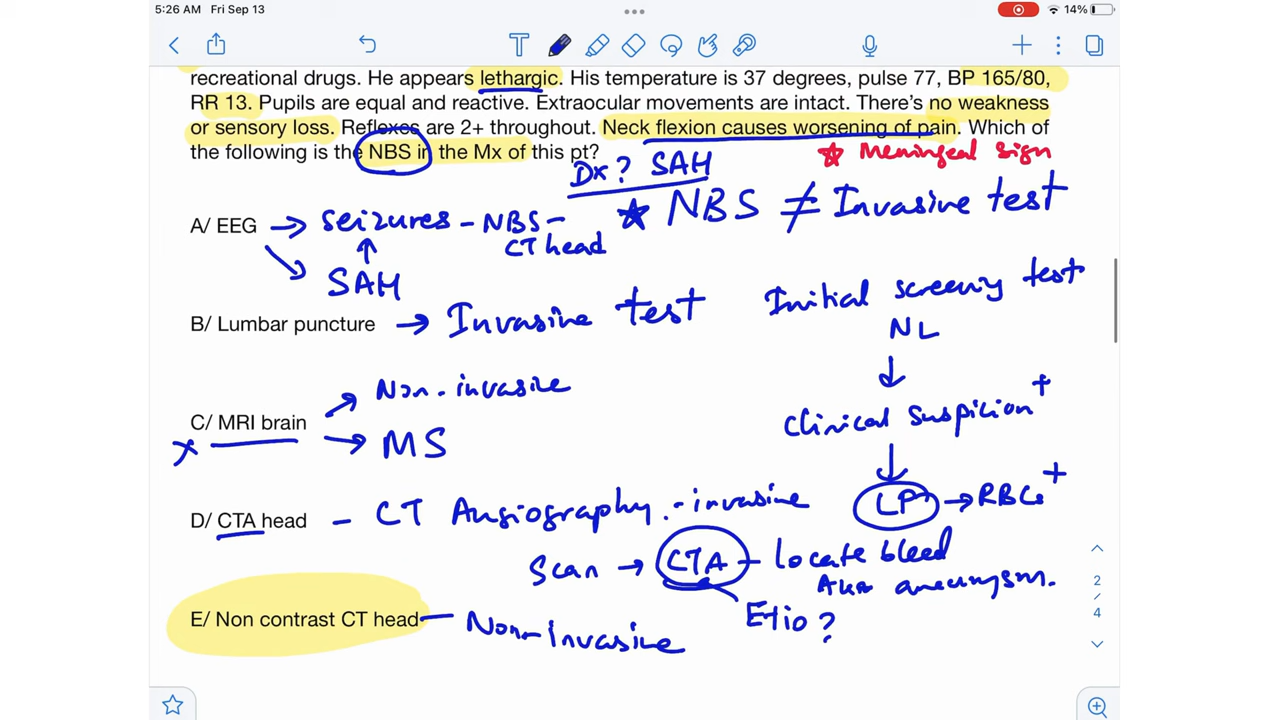 5:26 AM Fri Sep 13
14%
recreational drugs. He appears lethargic. His temperature is 37 degrees, pulse 77, BP 165/80,
RR 13. Pupils are equal and reactive. Extraocular movements are intact. There's no weakness
or sensory loss. Reflexes are 2+ throughout. Neck flexion causes worsening of pain. Which of
the following is the NBS in the Mx of this pt?
Meningeal sign
Dx? SAH
NBS ≠ Invasive test
A/ EEG → Seizures - NBS -
CT head
SAH
Initial screening test
NL
B/ Lumbar puncture → Invasive test
Clinical suspicion +
Non-invasive
C/ MRI brain
MS
LP → RBCs +
D/ CTA head - CT Angiography - invasive
Scan → CTA - locate bleed
aneurysm.
Etio?
E/ Non contrast CT head - Non-invasive
2
/
4